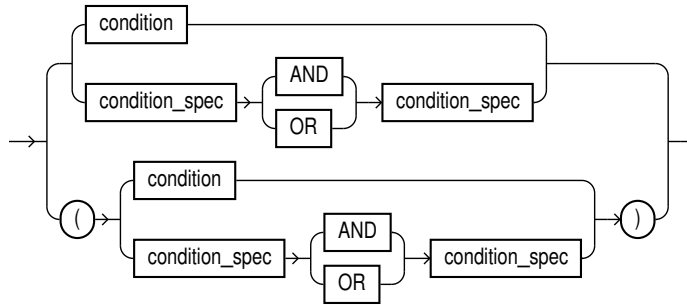 condition
condition_spec AND condition_spec
OR
( condition )
condition_spec AND condition_spec
OR